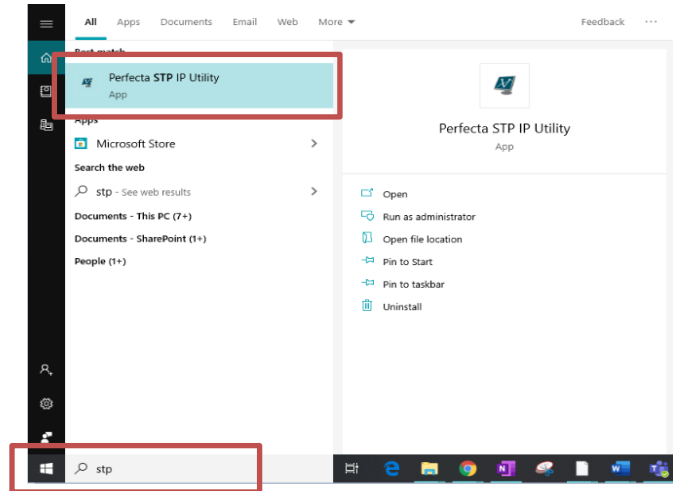 All Apps Documents Email Web More Feedback ...
Best match
Perfecta STP IP Utility
App
Apps
Microsoft Store
Search the web
stp - See web results
Documents - This PC (7+)
Documents - SharePoint (1+)
People (1+)
Perfecta STP IP Utility
App
Open
Run as administrator
Open file location
Pin to Start
Pin to taskbar
Uninstall
stp